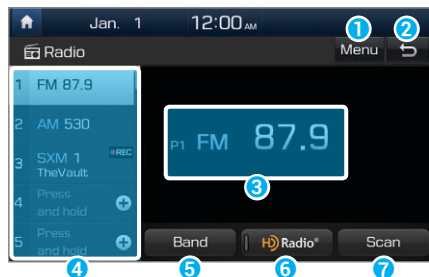 Jan. 1 12:00 AM
1 2
Radio Menu
1 FM 87.9
2 AM 530
3 SXM 1 REC
TheVault
P1 FM 87.9
3
4 Press
and hold
5 Press
and hold
Band HD Radio® Scan
4 5 6 7